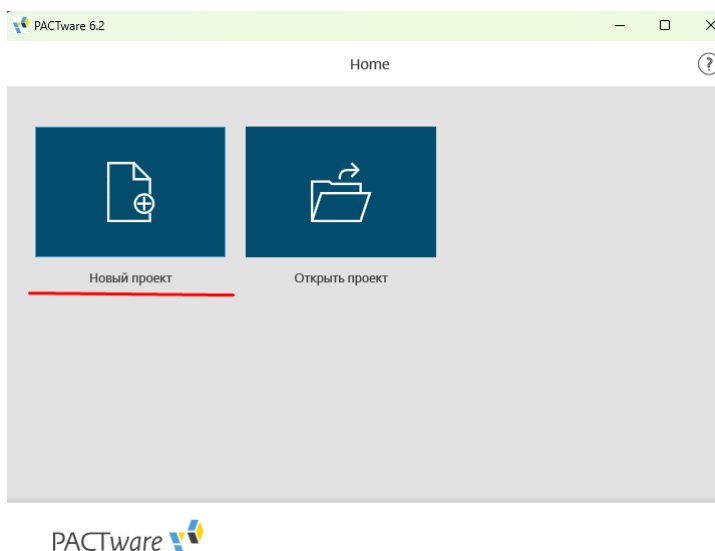 PACTware 6.2
Home
?
Новый проект
Открыть проект
PACTware